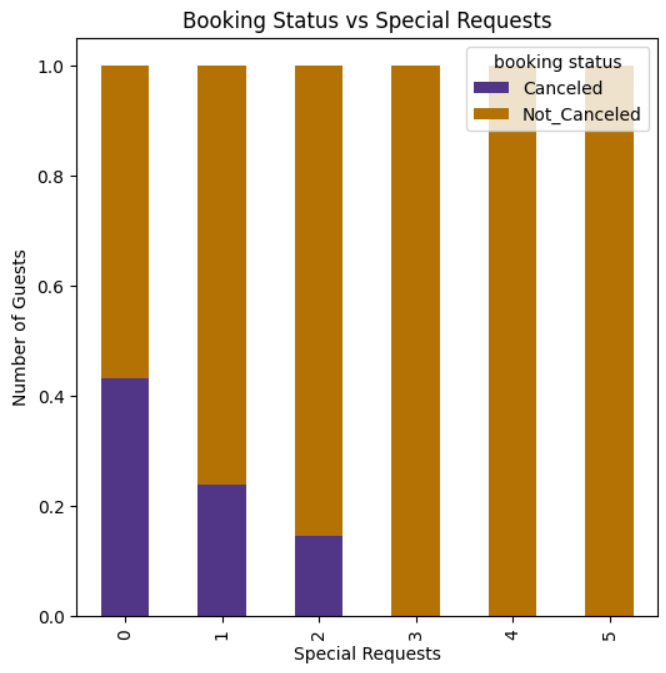 Booking Status vs Special Requests
booking status
Canceled
Not_Canceled
Number of Guests
1.0
0.8
0.6
0.4
0.2
0.0
0 1 2 3 4 5
Special Requests